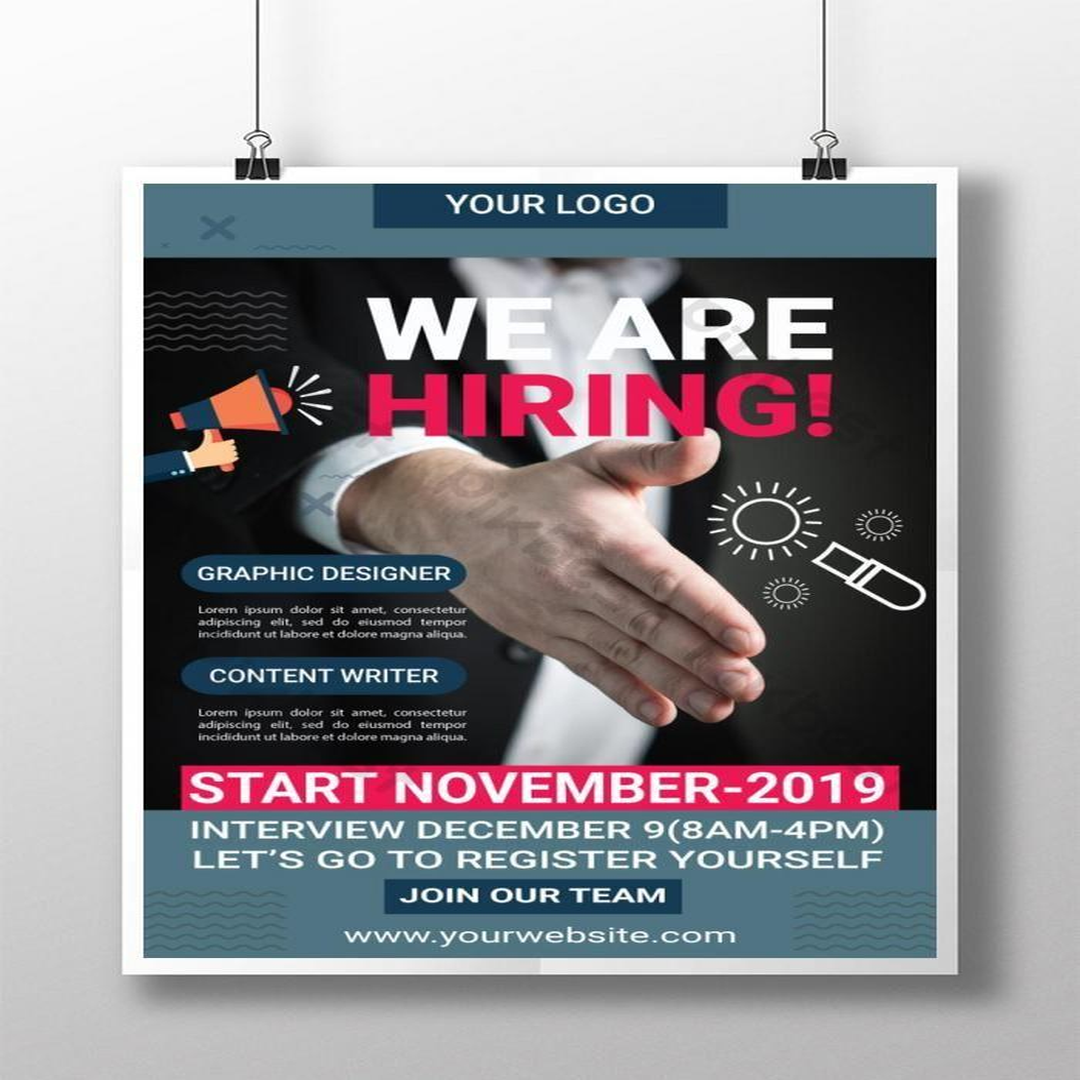 YOUR LOGO
WE ARE
HIRING!
GRAPHIC DESIGNER
Lorem ipsum dolor sit amet, consectetur
adipiscing elit, sed do eiusmod tempor
incididunt ut labore et dolore magna aliqua.
CONTENT WRITER
Lorem ipsum dolor sit amet, consectetur
adipiscing elit, sed do eiusmod tempor
incididunt ut labore et dolore magna aliqua.
START NOVEMBER-2019
INTERVIEW DECEMBER 9(8AM-4PM)
LET'S GO TO REGISTER YOURSELF
JOIN OUR TEAM
www.yourwebsite.com